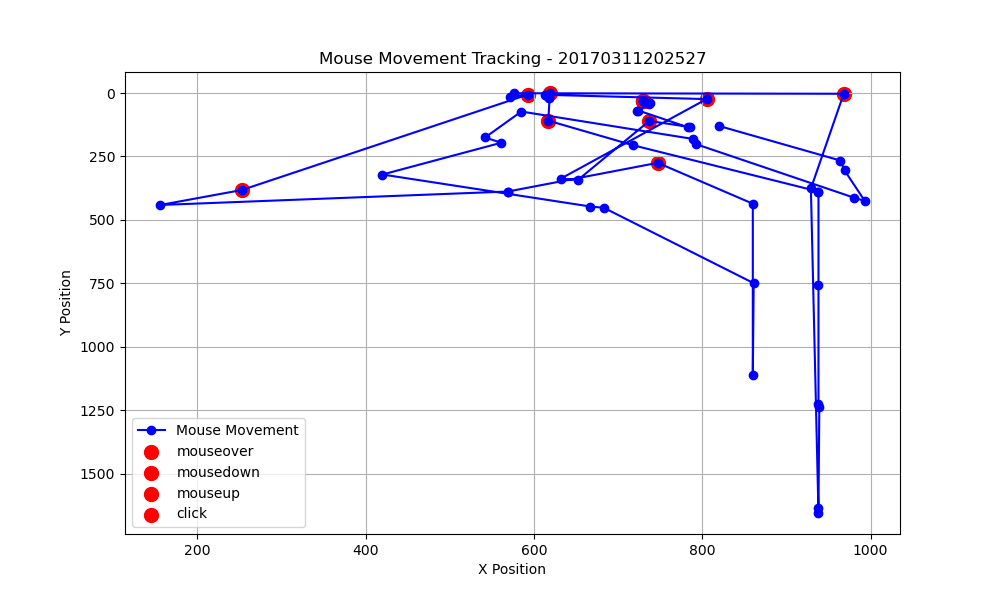 Mouse Movement Tracking - 20170311202527
0
250
500
750
1000
1250
1500
Y Position
Mouse Movement
mouseover
mousedown
mouseup
click
200 400 600 800 1000
X Position